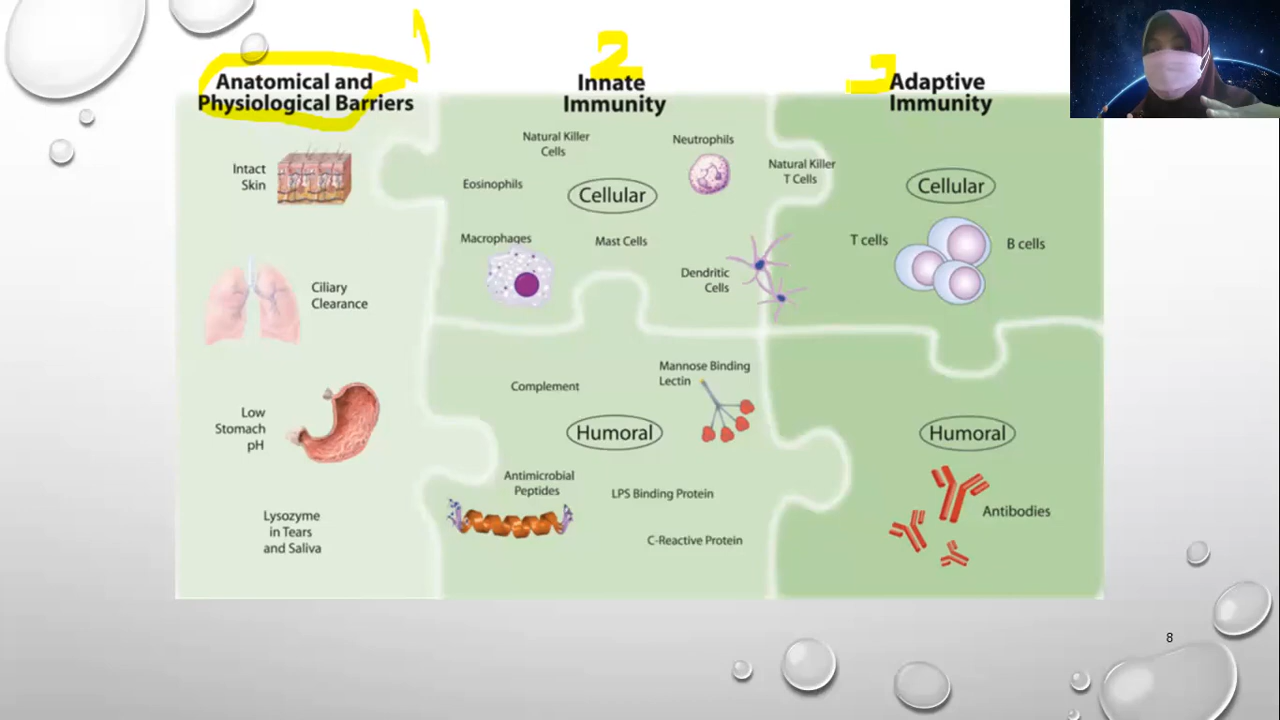 1
2
Anatomical and
Physiological Barriers
Innate
Immunity
Adaptive
Immunity
Intact
Skin
Ciliary
Clearance
Low
Stomach
pH
Lysozyme
in Tears
and Saliva
Natural Killer
Cells
Neutrophils
Eosinophils
Cellular
Macrophages
Mast Cells
Dendritic
Cells
Natural Killer
T Cells
Complement
Mannose Binding
Lectin
Humoral
Antimicrobial
Peptides
LPS Binding Protein
C-Reactive Protein
Cellular
T cells
B cells
Humoral
Antibodies
8